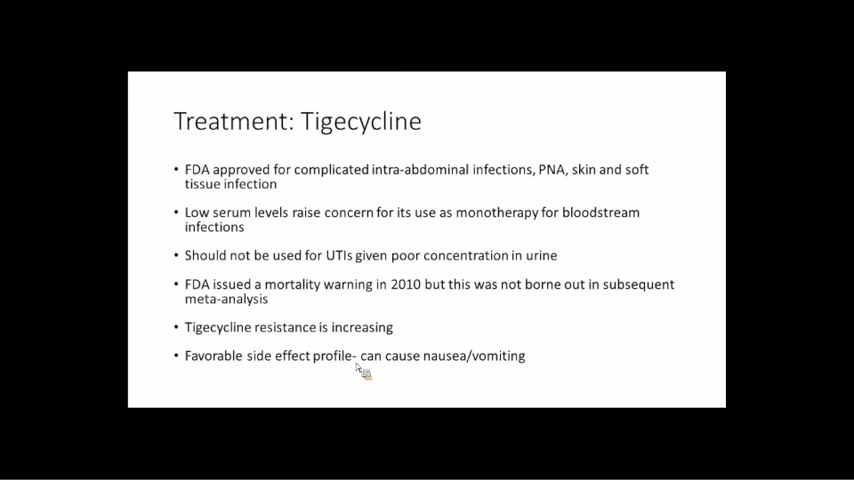 Treatment: Tigecycline
• FDA approved for complicated intra-abdominal infections, PNA, skin and soft
tissue infection
• Low serum levels raise concern for its use as monotherapy for bloodstream
infections
• Should not be used for UTIs given poor concentration in urine
• FDA issued a mortality warning in 2010 but this was not borne out in subsequent
meta-analysis
• Tigecycline resistance is increasing
• Favorable side effect profile- can cause nausea/vomiting